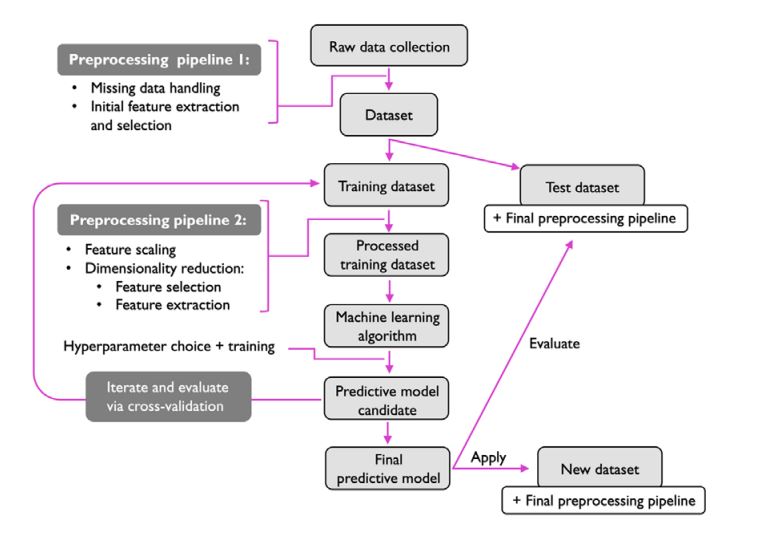 Raw data collection
Preprocessing pipeline 1:
• Missing data handling
• Initial feature extraction
and selection
Dataset
Training dataset
Test dataset
+ Final preprocessing pipeline
Preprocessing pipeline 2:
• Feature scaling
• Dimensionality reduction:
• Feature selection
• Feature extraction
Processed
training dataset
Machine learning
algorithm
Hyperparameter choice + training
Evaluate
Iterate and evaluate
via cross-validation
Predictive model
candidate
Final
predictive model
Apply
New dataset
+ Final preprocessing pipeline